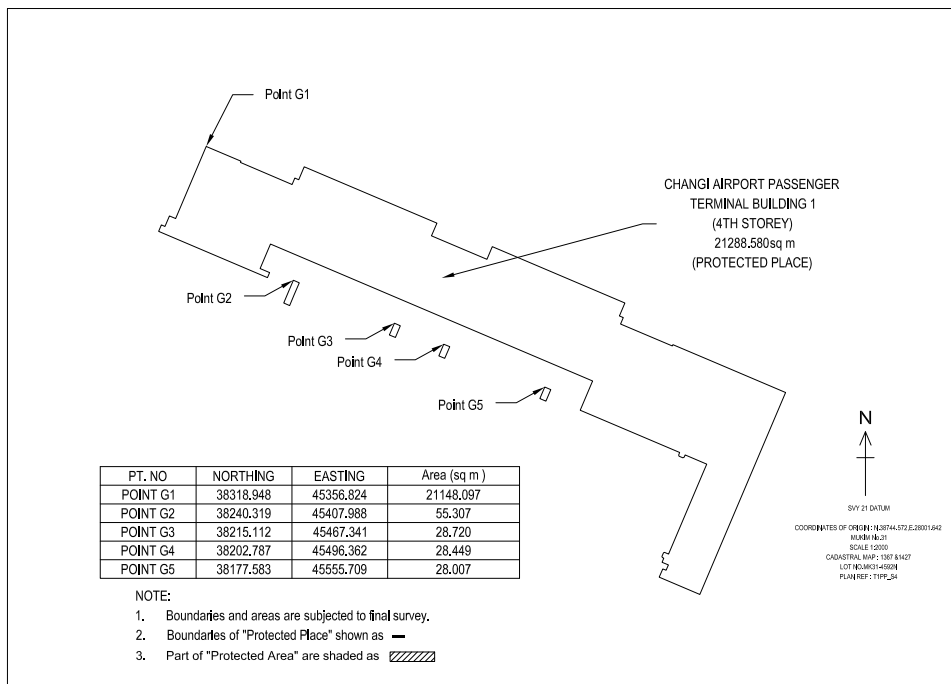 Point G1
CHANGI AIRPORT PASSENGER
TERMINAL BUILDING 1
(4TH STOREY)
21288.580sq m
(PROTECTED PLACE)
Point G2
Point G3
Point G4
Point G5
N
PT. NO NORTHING EASTING Area (sq m )
POINT G1 38318.948 45356.824 21148.097
POINT G2 38240.319 45407.988 55.307
POINT G3 38215.112 45467.341 28.720
POINT G4 38202.787 45496.362 28.449
POINT G5 38177.583 45555.709 28.007
SVY 21 DATUM
COORDINATES OF ORIGIN : N.38744.572,E.28001.642
MUKIM No.31
SCALE 1:2000
CADASTRAL MAP : 1367 &1427
LOT NO.MK31-4592N
PLAN REF : T1PP_S4
NOTE:
1. Boundaries and areas are subjected to final survey.
2. Boundaries of "Protected Place" shown as
3. Part of "Protected Area" are shaded as